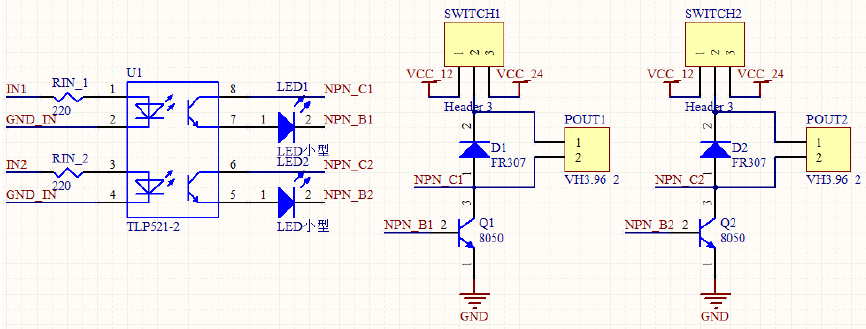 SWITCH1
SWITCH2
1 2 3
1 2 3
VCC_12
VCC_24
VCC_12
VCC_24
Header 3
Header 3
U1
RIN_1
IN1
220
GND_IN
1
2
8
7
LED1
NPN_C1
1
2
NPN_B1
LED小型
RIN_2
IN2
220
GND_IN
3
4
6
5
LED2
NPN_C2
1
2
NPN_B2
LED小型
TLP521-2
2
D1
FR307
1
POUT1
1
2
VH3.96 2
NPN_C1
3
Q1
8050
NPN_B1
2
1
GND
2
D2
FR307
1
POUT2
1
2
VH3.96 2
NPN_C2
3
Q2
8050
NPN_B2
2
1
GND